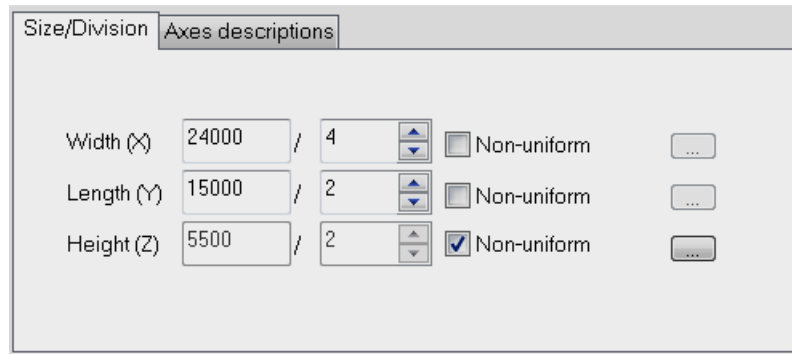 Size/Division Axes descriptions
Width (X) 24000 / 4 Non-uniform ...
Length (Y) 15000 / 2 Non-uniform ...
Height (Z) 5500 / 2 Non-uniform ...